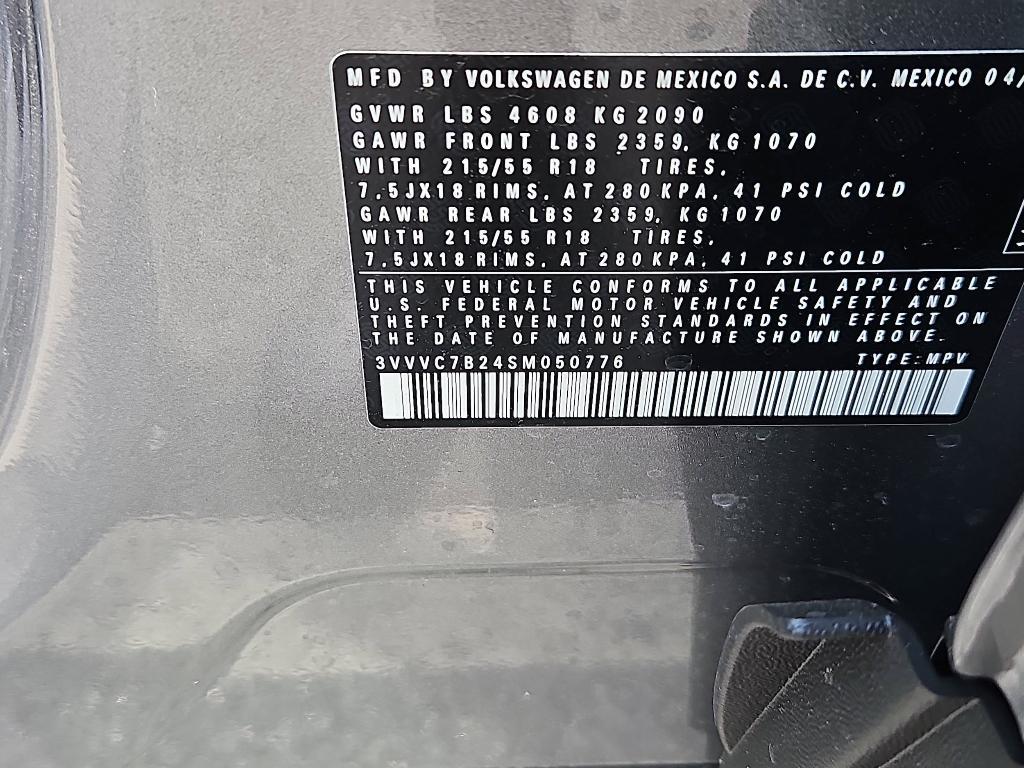 MFD BY VOLKSWAGEN DE MEXICO S.A. DE C.V. MEXICO 04/
GVWR LBS 4608 KG 2090
GAWR FRONT LBS 2359, KG 1070
WITH 215/55 R18 TIRES,
7,5JX18 RIMS, AT 280 KPA, 41 PSI COLD
GAWR REAR LBS 2359, KG 1070
WITH 215/55 R18 TIRES,
7,5JX18 RIMS, AT 280 KPA, 41 PSI COLD
THIS VEHICLE CONFORMS TO ALL APPLICABLE
U.S. FEDERAL MOTOR VEHICLE SAFETY AND
THEFT PREVENTION STANDARDS IN EFFECT ON
THE DATE OF MANUFACTURE SHOWN ABOVE.
3VVVC7B24SM050776 TYPE: MPV